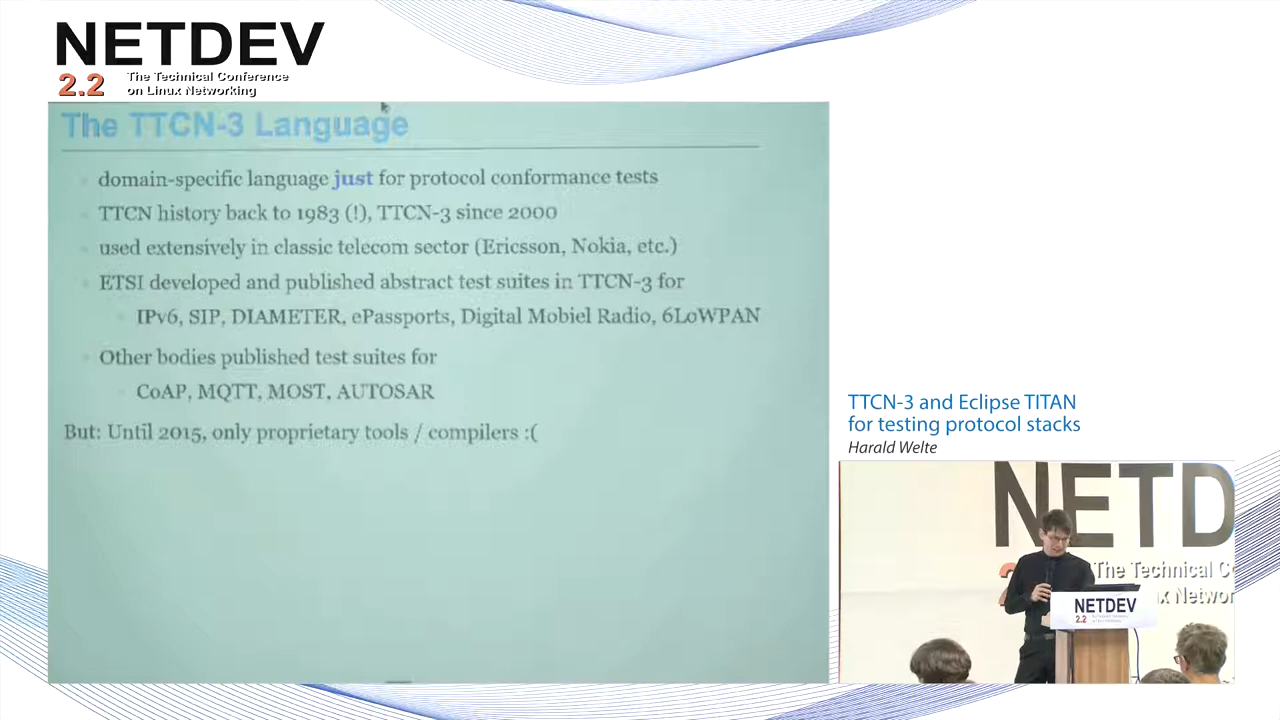 NETDEV
2.2 The Technical Conference
on Linux Networking
The TTCN-3 Language
domain-specific language just for protocol conformance tests
TTCN history back to 1983 (!), TTCN-3 since 2000
used extensively in classic telecom sector (Ericsson, Nokia, etc.)
ETSI developed and published abstract test suites in TTCN-3 for
IPv6, SIP, DIAMETER, ePassports, Digital Mobiel Radio, 6LoWPAN
Other bodies published test suites for
CoAP, MQTT, MOST, AUTOSAR
But: Until 2015, only proprietary tools / compilers :(
TTCN-3 and Eclipse TITAN
for testing protocol stacks
Harald Welte
NETD
The Technical C
x Networ
NETDEV
2.2